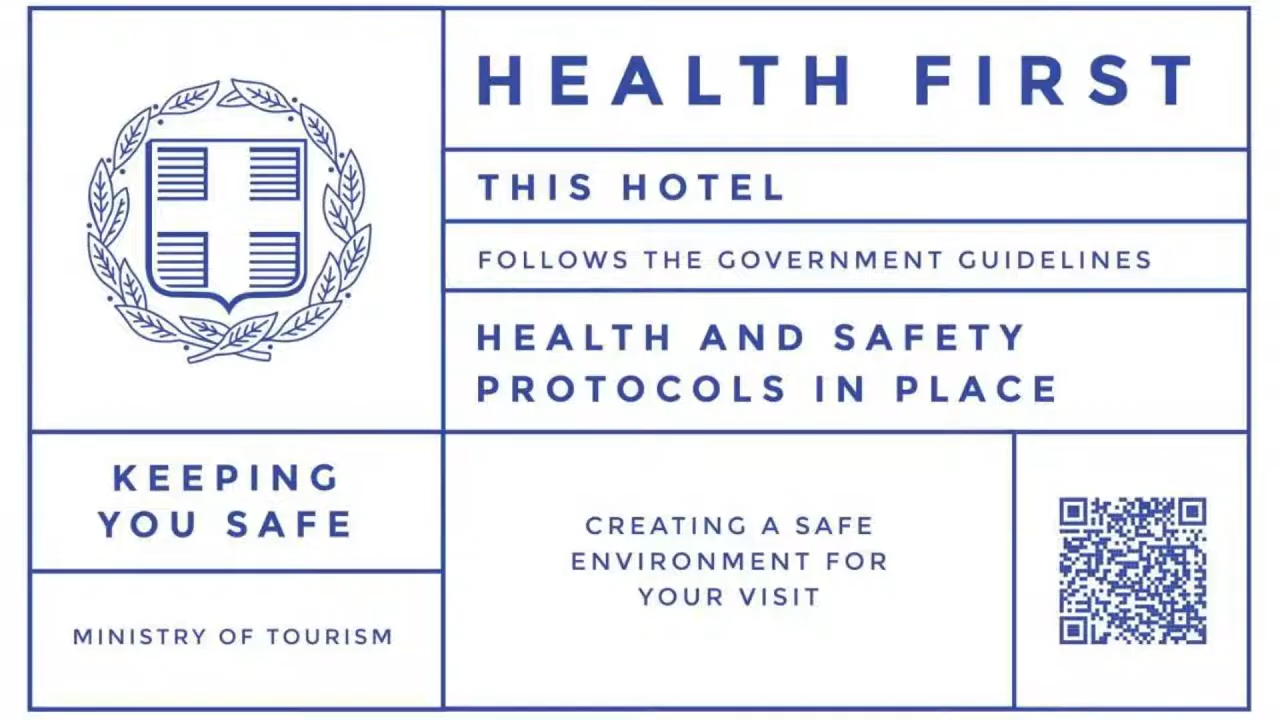 HEALTH FIRST
THIS HOTEL
FOLLOWS THE GOVERNMENT GUIDELINES
HEALTH AND SAFETY
PROTOCOLS IN PLACE
KEEPING
YOU SAFE
MINISTRY OF TOURISM
CREATING A SAFE
ENVIRONMENT FOR
YOUR VISIT